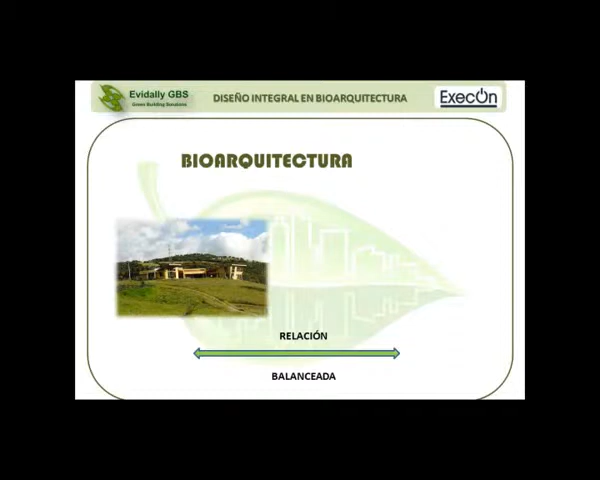 Evidally GBS
Green Building Solutions
DISEÑO INTEGRAL EN BIOARQUITECTURA
ExecOn
BIOARQUITECTURA
RELACIÓN
BALANCEADA